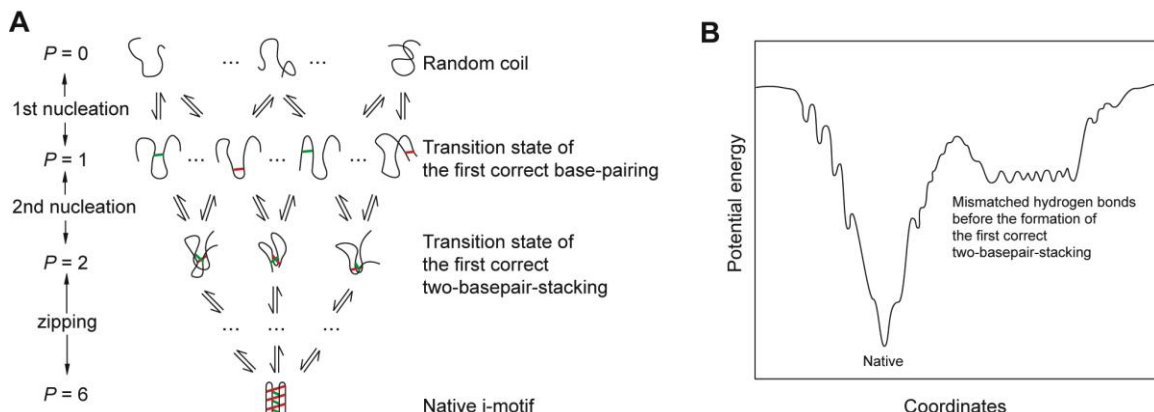 A
P = 0
... ...
Random coil
1st nucleation
P = 1
... ... ...
Transition state of
the first correct base-pairing
2nd nucleation
P = 2
Transition state of
the first correct
two-basepair-stacking
zipping
... ... ...
P = 6
Native i-motif
B
Potential energy
Mismatched hydrogen bonds
before the formation of
the first correct
two-basepair-stacking
Native
Coordinates